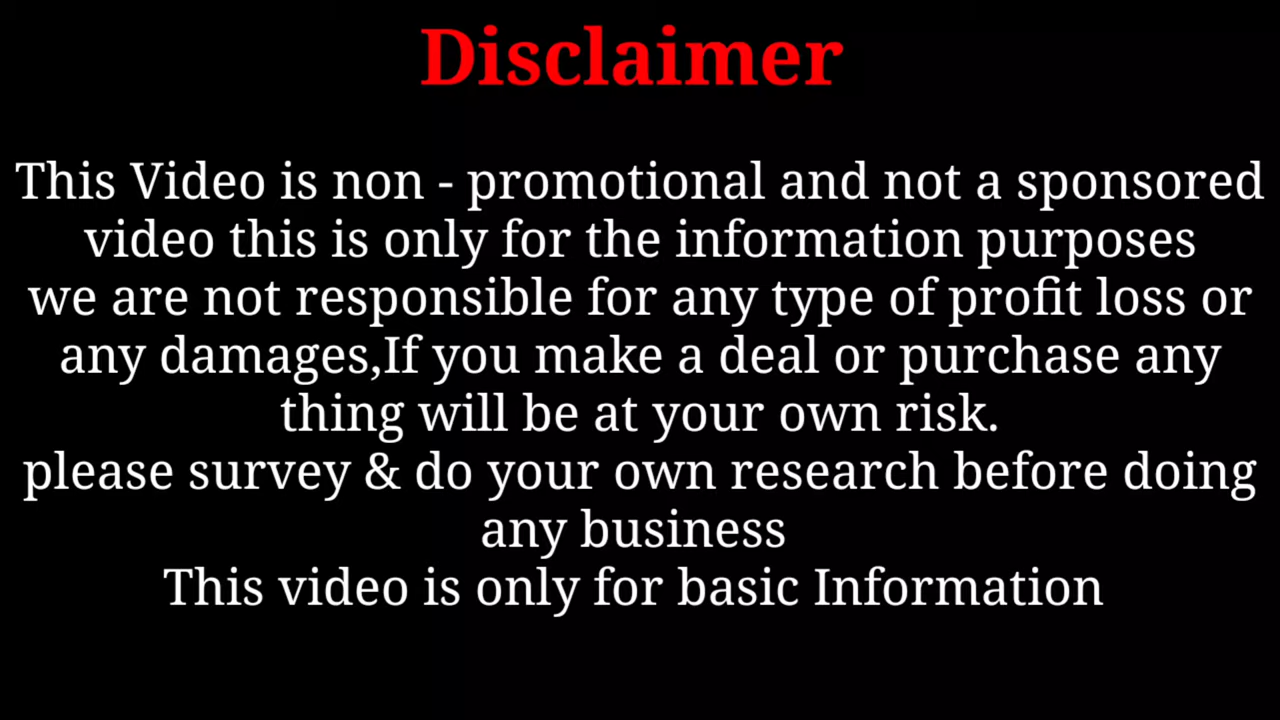 Disclaimer
This Video is non - promotional and not a sponsored
video this is only for the information purposes
we are not responsible for any type of profit loss or
any damages,If you make a deal or purchase any
thing will be at your own risk.
please survey & do your own research before doing
any business
This video is only for basic Information